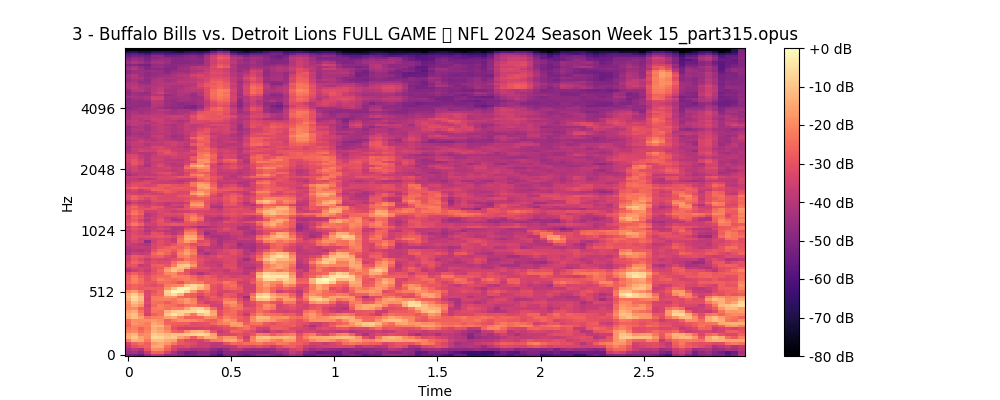 3 - Buffalo Bills vs. Detroit Lions FULL GAME ▯ NFL 2024 Season Week 15_part315.opus
+0 dB
-10 dB
-20 dB
-30 dB
-40 dB
-50 dB
-60 dB
-70 dB
-80 dB
4096
2048
1024
512
0
Hz
0 0.5 1 1.5 2 2.5
Time